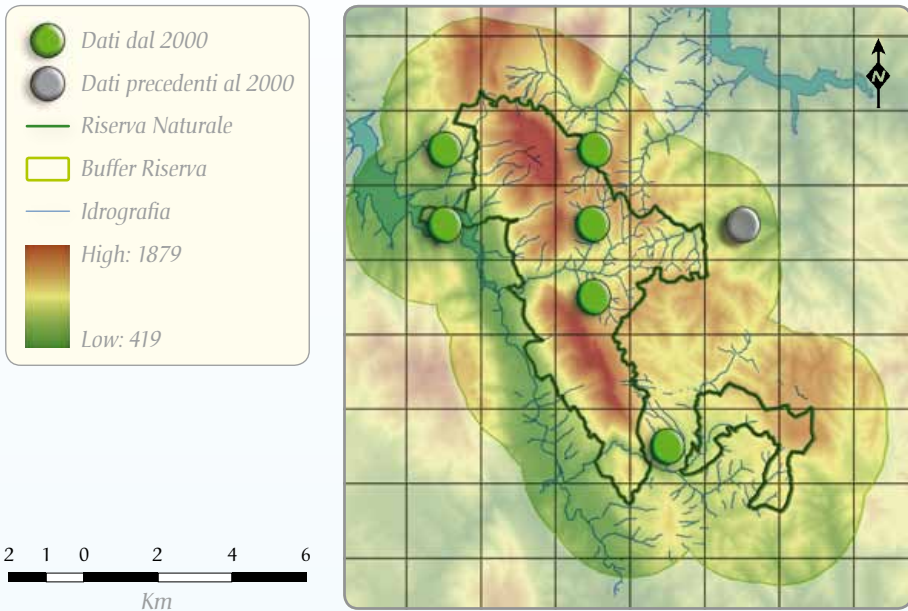 Dati dal 2000
Dati precedenti al 2000
Riserva Naturale
Buffer Riserva
Idrografia
High: 1879
Low: 419
N
2 1 0 2 4 6
Km